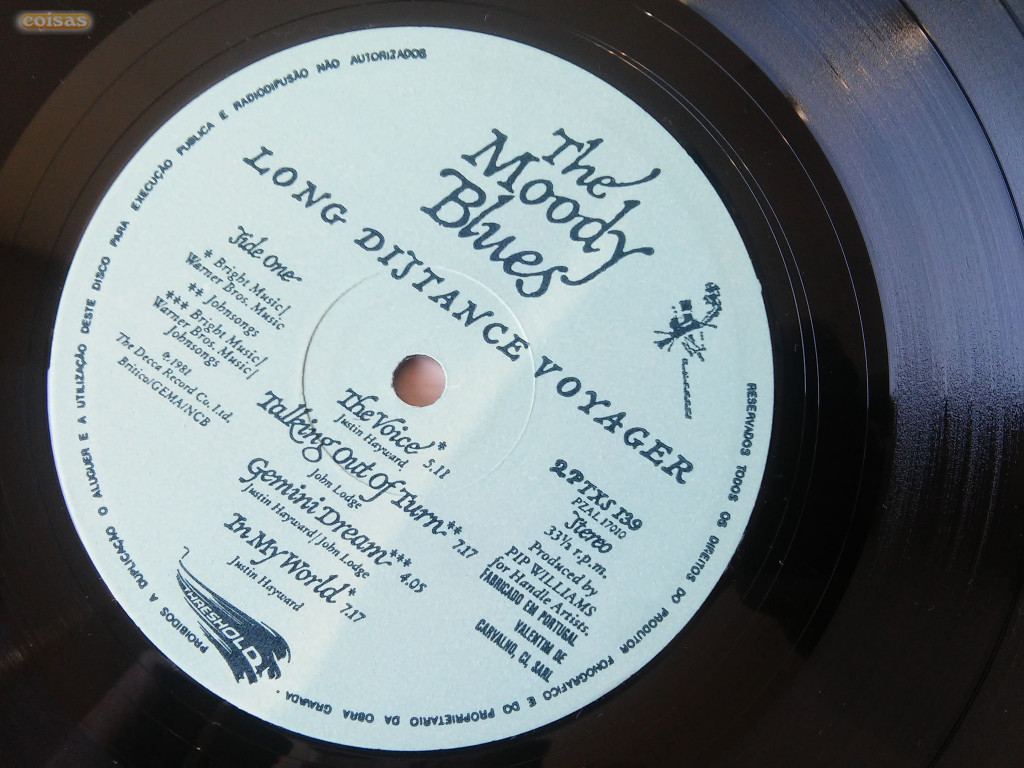 coisas
RESERVADOS TODOS OS DIREITOS DO PRODUTOR FONOGRÁFICO E DO PROPRIETÁRIO DA OBRA GRAVADA ·
PROIBIDOS A DUPLICAÇÃO O ALUGUER E A UTILIZAÇÃO DESTE DISCO PARA EXECUÇÃO PÚBLICA E RADIODIFUSÃO NÃO AUTORIZADOS
The
Moody
Blues
LONG DISTANCE VOYAGER
Side One
* Bright Music/
Warner Bros. Music
** Johnsongs
*** Bright Music/
Warner Bros. Music/
Johnsongs
℗ 1981
The Decca Record Co. Ltd.
Britico/GEMA/NCB
The Voice* 5.11
Justin Hayward
Talking Out Of Turn** 7.17
John Lodge
Gemini Dream*** 4.05
Justin Hayward/John Lodge
In My World* 7.17
Justin Hayward
2PTXS 139
PZAL 17010
Stereo
33⅓ r.p.m.
Produced by
PIP WILLIAMS
for Handle Artists.
FABRICADO EM PORTUGAL
VALENTIM DE
CARVALHO, CI, SARL
THRESHOLD